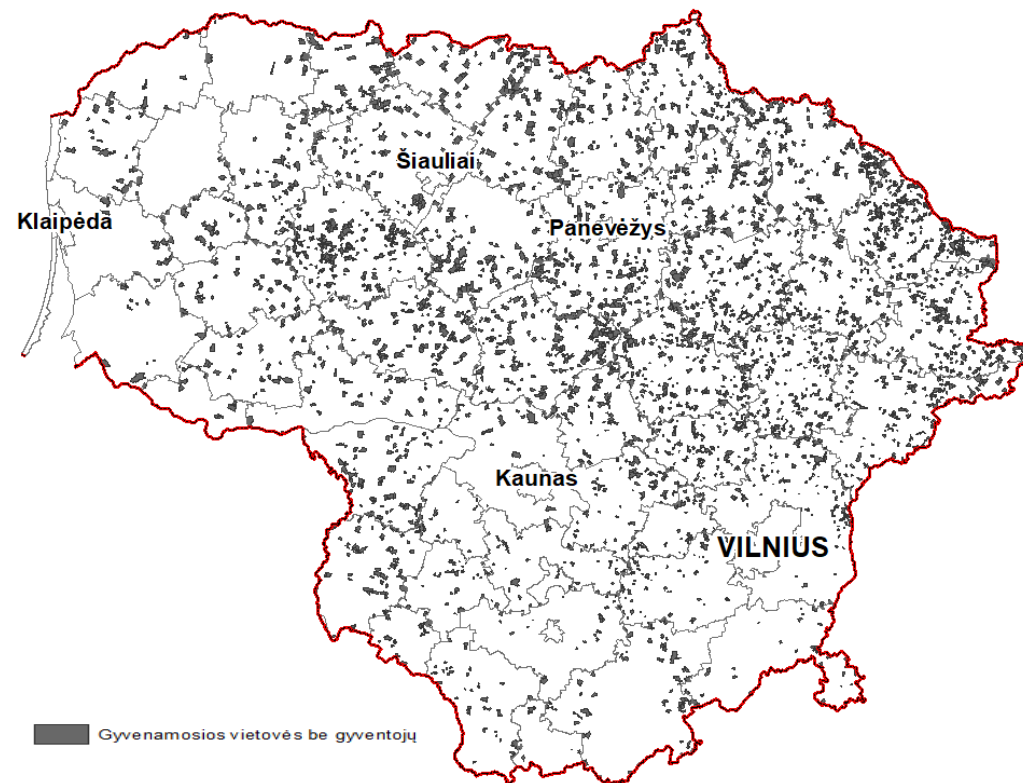 Šiauliai
Klaipėda
Panevėžys
Kaunas
VILNIUS
Gyvenamosios vietovės be gyventojų